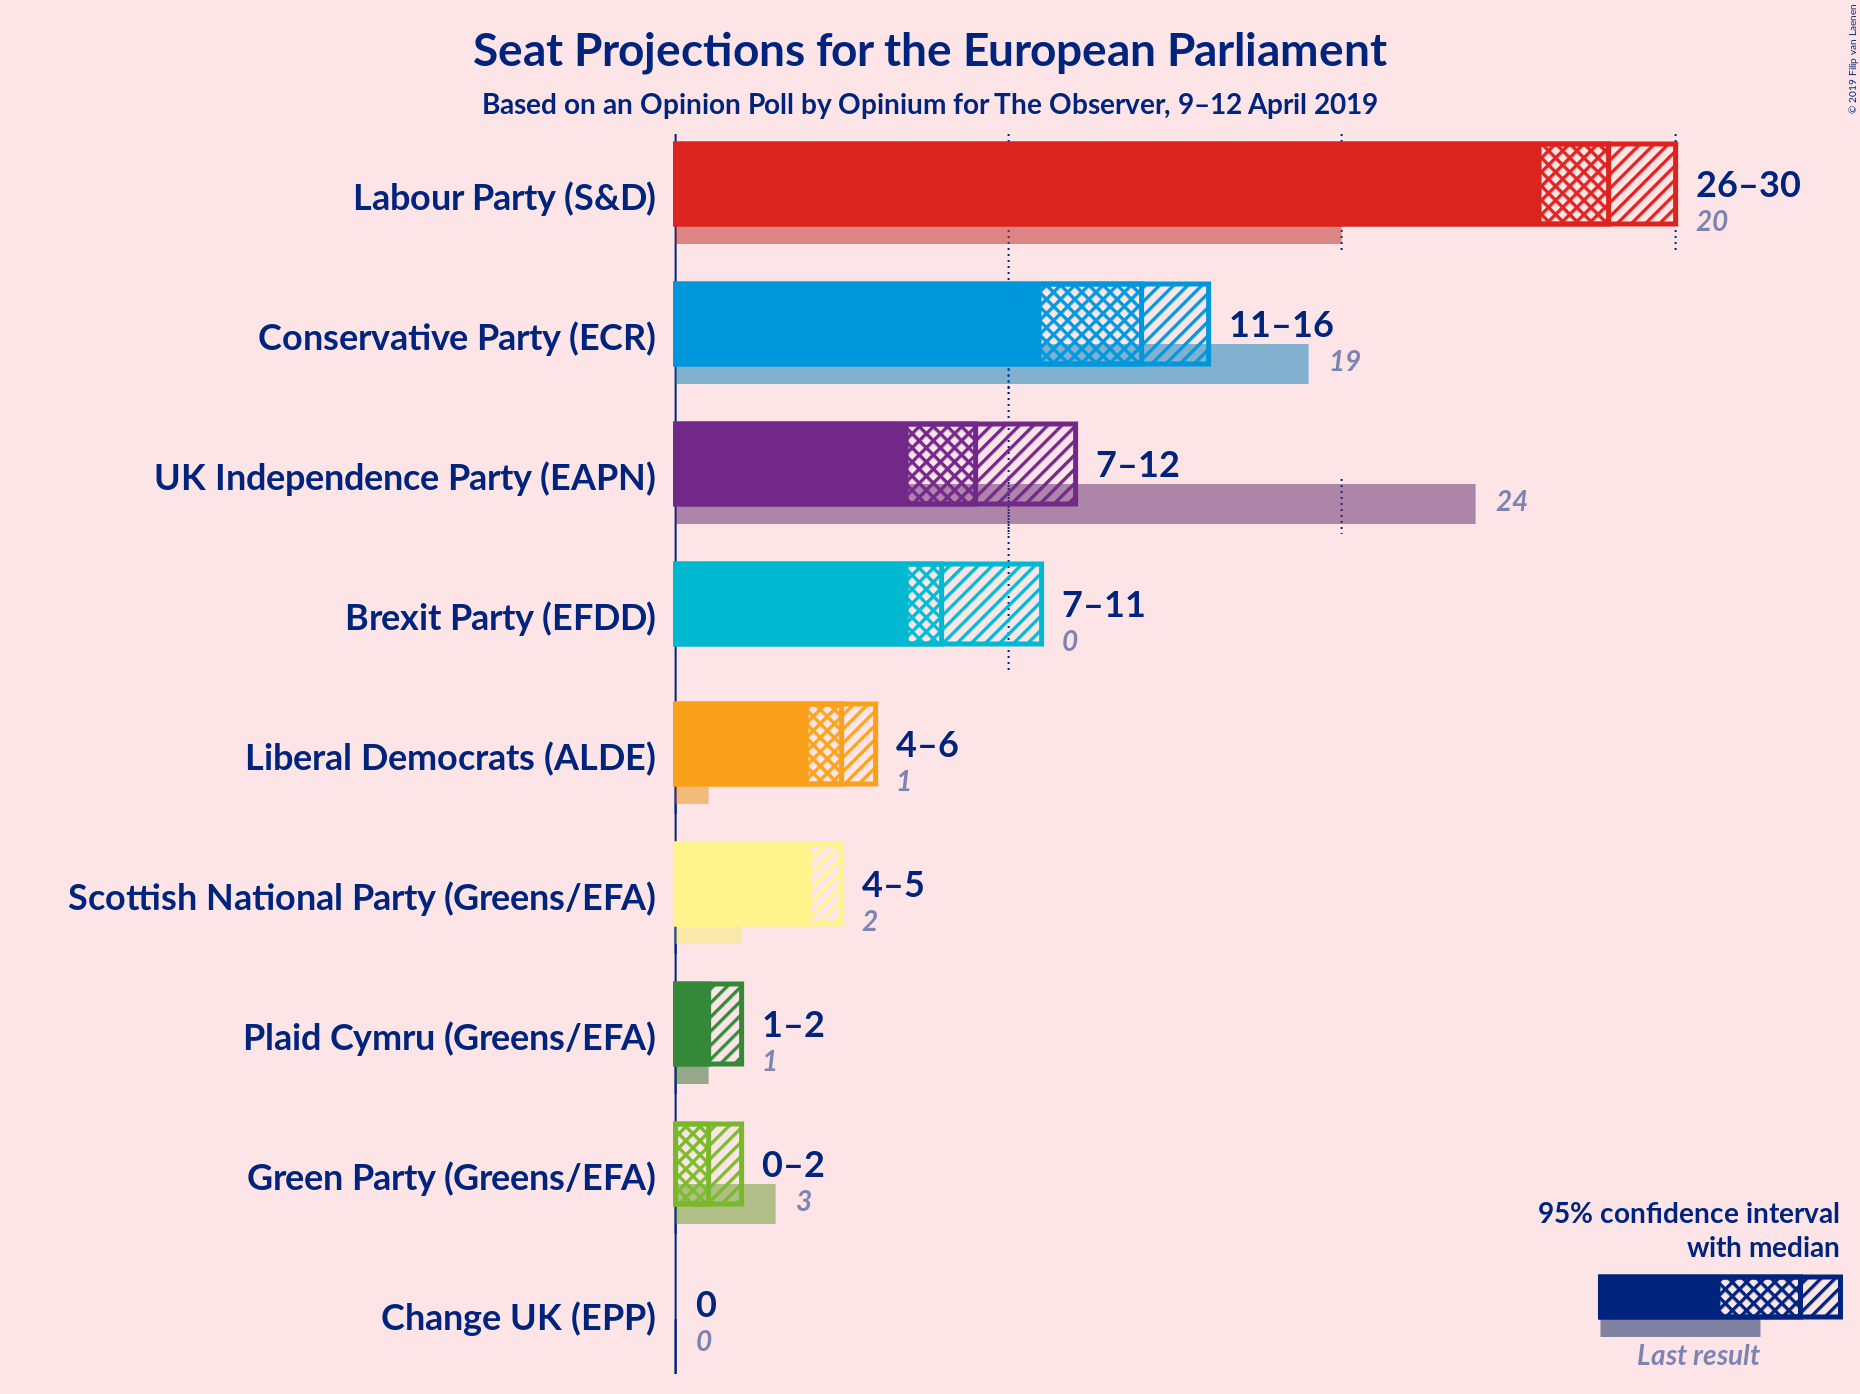 Seat Projections for the European Parliament
Based on an Opinion Poll by Opinium for The Observer, 9–12 April 2019
© 2019 Filip van Laenen
Labour Party (S&D)
26–30
20
Conservative Party (ECR)
11–16
19
UK Independence Party (EAPN)
7–12
24
Brexit Party (EFDD)
7–11
0
Liberal Democrats (ALDE)
4–6
1
Scottish National Party (Greens/EFA)
4–5
2
Plaid Cymru (Greens/EFA)
1–2
1
Green Party (Greens/EFA)
0–2
3
Change UK (EPP)
0
0
95% confidence interval
with median
Last result